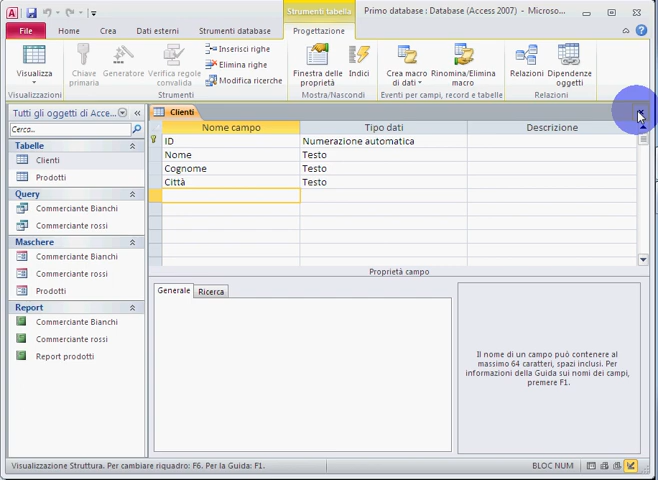 Strumenti tabella
Primo database : Database (Access 2007) - Microso...
File
Home
Crea
Dati esterni
Strumenti database
Progettazione
Visualizza
Chiave primaria
Generatore
Verifica regole convalida
Inserisci righe
Elimina righe
Modifica ricerche
Finestra delle proprietà
Indici
Crea macro di dati
Rinomina/Elimina macro
Relazioni
Dipendenze oggetti
Visualizzazioni
Strumenti
Mostra/Nascondi
Eventi per campi, record e tabelle
Relazioni
Tutti gli oggetti di Acce...
Cerca...
Tabelle
Clienti
Prodotti
Query
Commerciante Bianchi
Commerciante rossi
Maschere
Commerciante Bianchi
Commerciante rossi
Prodotti
Report
Commerciante Bianchi
Commerciante rossi
Report prodotti
Clienti
Nome campo
Tipo dati
Descrizione
ID
Numerazione automatica
Nome
Testo
Cognome
Testo
Città
Testo
Proprietà campo
Generale
Ricerca
Il nome di un campo può contenere al
massimo 64 caratteri, spazi inclusi. Per
informazioni della Guida sui nomi dei campi,
premere F1.
Visualizzazione Struttura. Per cambiare riquadro: F6. Per la Guida: F1.
BLOC NUM